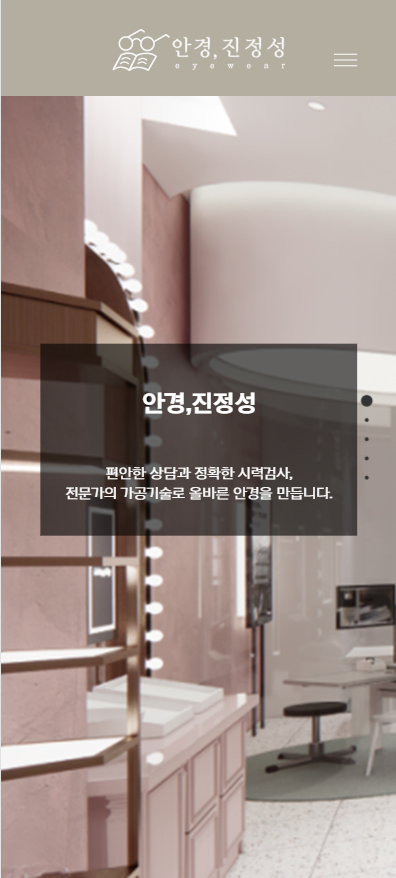 안경, 진정성
eyewear
안경,진정성
편안한 상담과 정확한 시력검사,
전문가의 가공기술로 올바른 안경을 만듭니다.